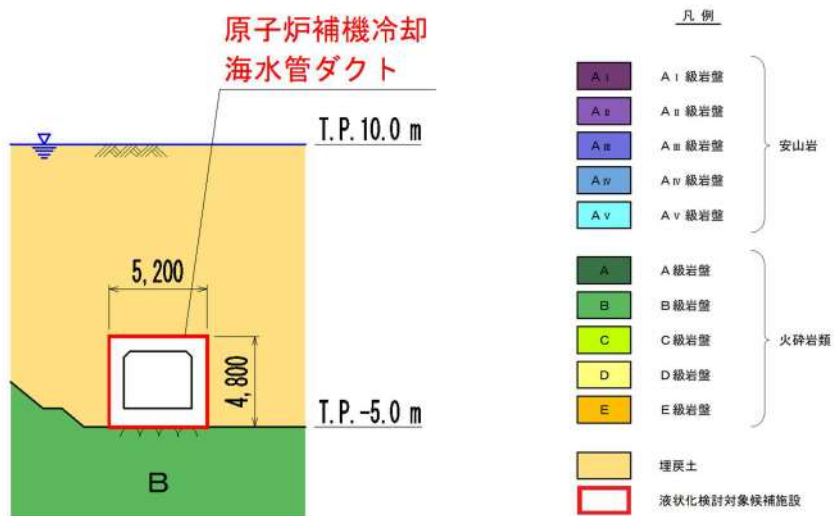 原子炉補機冷却
海水管ダクト
T.P. 10.0 m
5,200
4,800
T.P.-5.0 m
B
凡 例
AⅠ AⅠ級岩盤
AⅡ AⅡ級岩盤
AⅢ AⅢ級岩盤
AⅣ AⅣ級岩盤
AⅤ AⅤ級岩盤
安山岩
A A級岩盤
B B級岩盤
C C級岩盤
D D級岩盤
E E級岩盤
火砕岩類
埋戻土
液状化検討対象候補施設